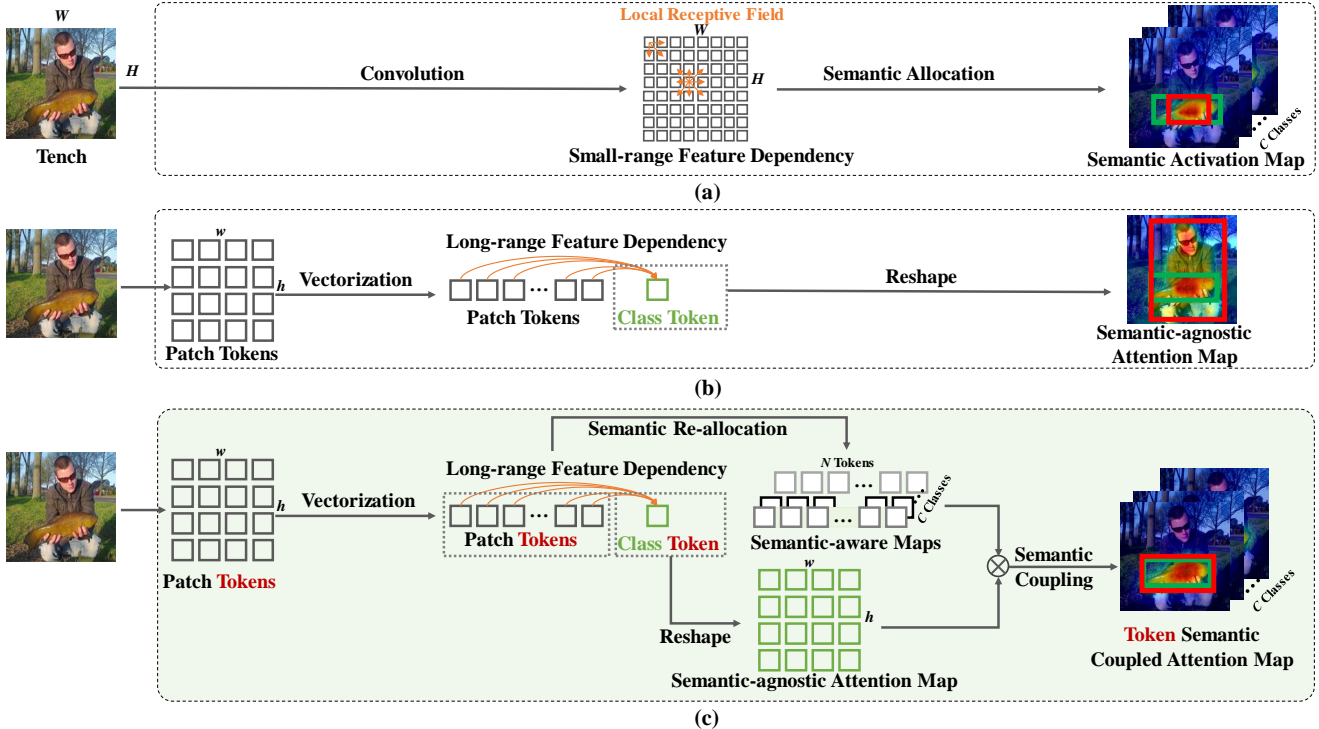 W
H
Tench
Convolution
Local Receptive Field
W
H
Small-range Feature Dependency
Semantic Allocation
C Classes
Semantic Activation Map
(a)
w
h
Patch Tokens
Vectorization
Long-range Feature Dependency
Patch Tokens
Class Token
Reshape
Semantic-agnostic
Attention Map
(b)
w
h
Patch Tokens
Vectorization
Semantic Re-allocation
Long-range Feature Dependency
Patch Tokens
Class Token
N Tokens
C Classes
Semantic-aware Maps
Reshape
w
h
Semantic-agnostic Attention Map
Semantic
Coupling
C Classes
Token Semantic
Coupled Attention Map
(c)